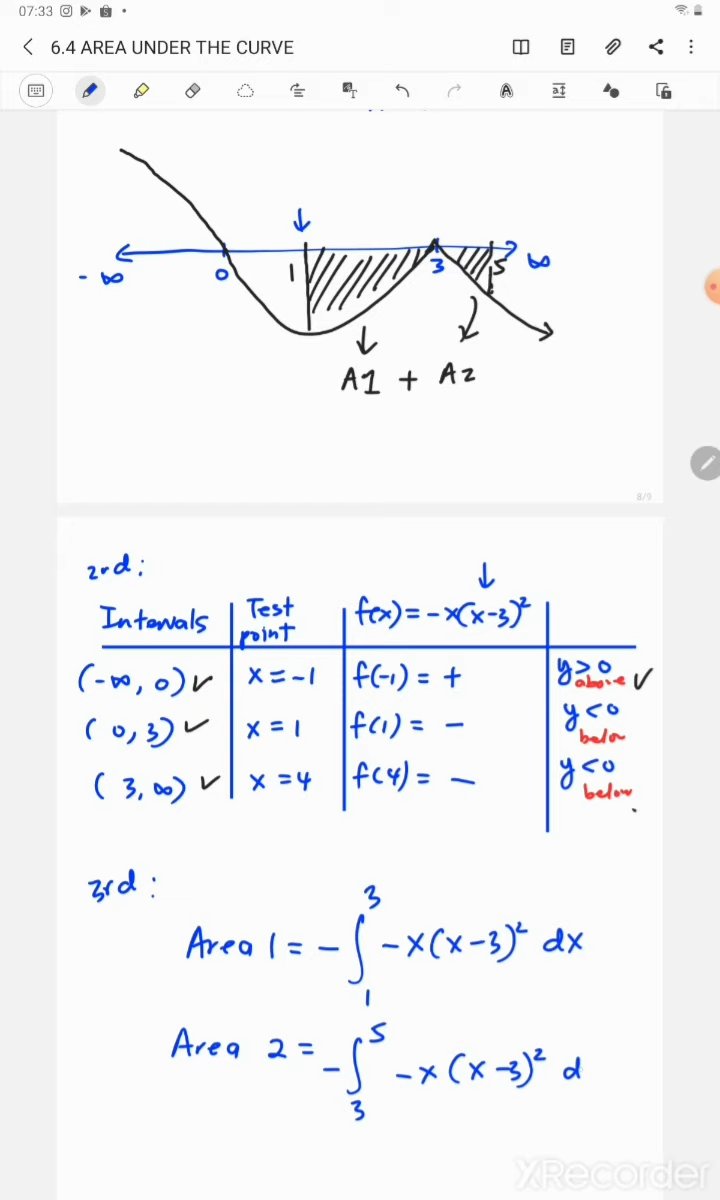 07:33
6.4 AREA UNDER THE CURVE
- ∞ 0 1 3 5 ∞
A1 + A2
8/9
2nd:
Intervals Test point f(x) = -x(x-3)²
(-∞, 0) ✓ x = -1 f(-1) = + y > 0 above ✓
(0, 3) ✓ x = 1 f(1) = - y < 0 below
(3, ∞) ✓ x = 4 f(4) = - y < 0 below
3rd:
Area 1 = - ∫₁³ -x(x-3)² dx
Area 2 = - ∫₃⁵ -x(x-3)² d
XRecorder